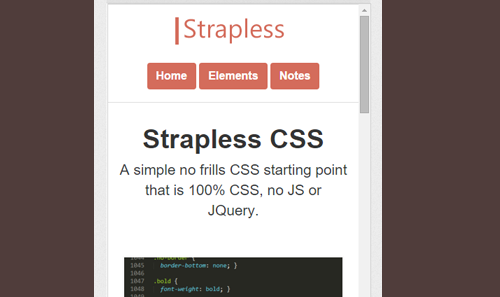 |Strapless
Home Elements Notes
Strapless CSS
A simple no frills CSS starting point
that is 100% CSS, no JS or
JQuery.
1044 .no-border {
1045 border-bottom: none; }
1046
1047 .bold {
1048 font-weight: bold; }